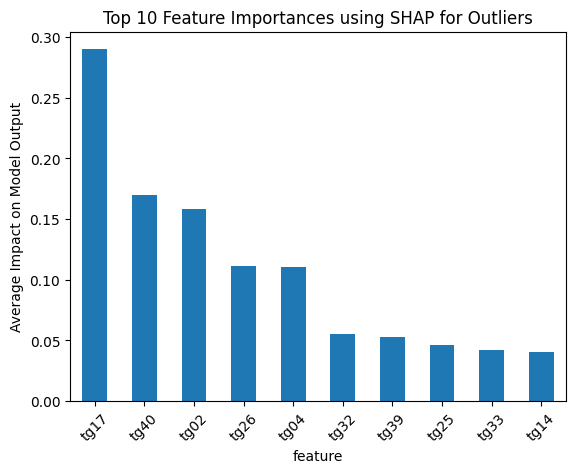 Top 10 Feature Importances using SHAP for Outliers
Average Impact on Model Output
0.30
0.25
0.20
0.15
0.10
0.05
0.00
tg17
tg40
tg02
tg26
tg04
tg32
tg39
tg25
tg33
tg14
feature